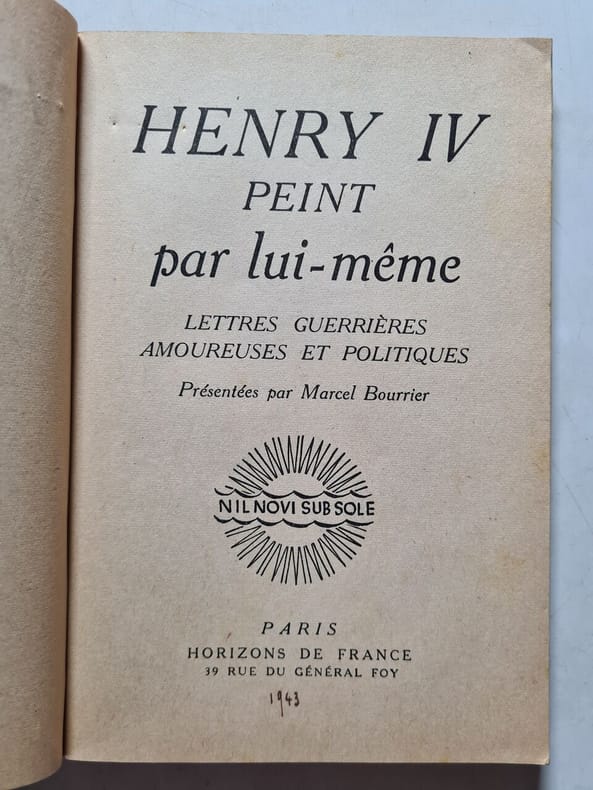 HENRY IV
PEINT
par lui-même
LETTRES GUERRIÈRES
AMOUREUSES ET POLITIQUES
Présentées par Marcel Bourrier
NIL NOVI SUB SOLE
PARIS
HORIZONS DE FRANCE
39 RUE DU GÉNÉRAL FOY
1943